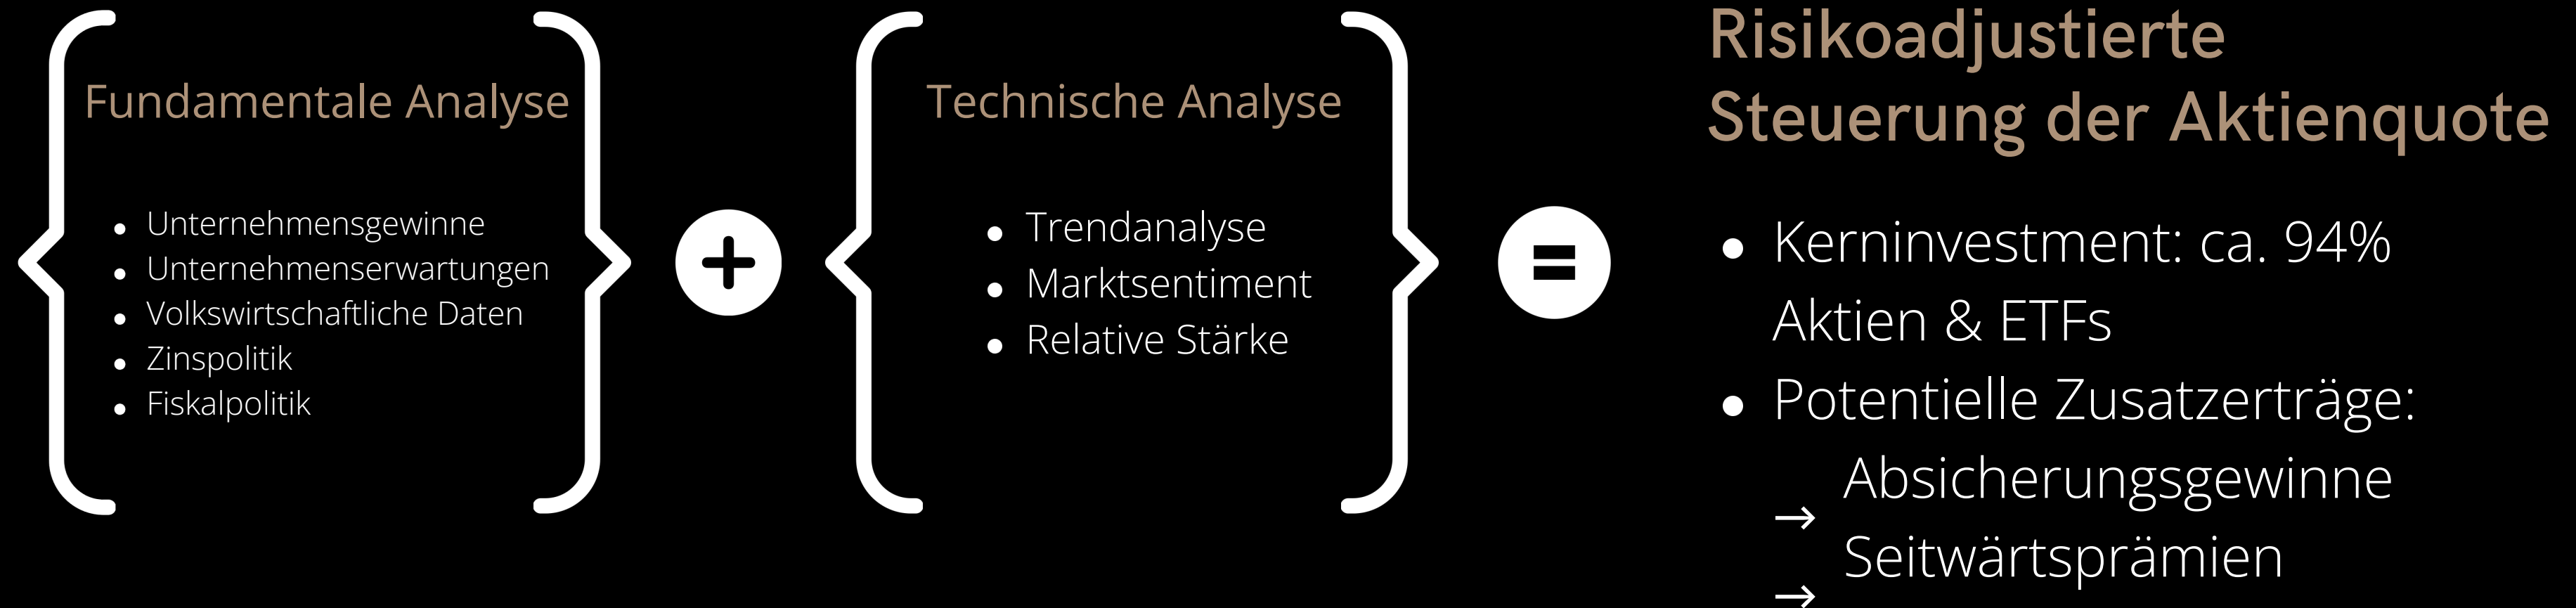 Fundamentale Analyse
• Unternehmensgewinne
• Unternehmenserwartungen
• Volkswirtschaftliche Daten
• Zinspolitik
• Fiskalpolitik
+
Technische Analyse
• Trendanalyse
• Marktsentiment
• Relative Stärke
=
Risikoadjustierte
Steuerung der Aktienquote
• Kerninvestment: ca. 94%
Aktien & ETFs
• Potentielle Zusatzerträge:
→ Absicherungsgewinne
→ Seitwärtsprämien